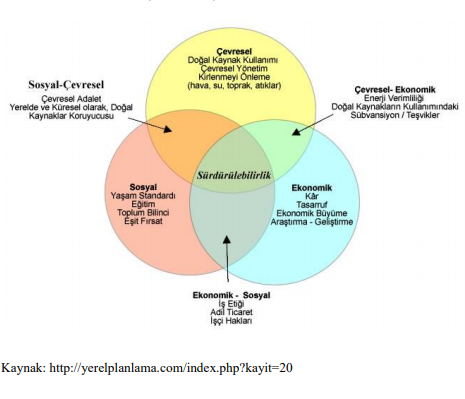 Çevresel
Doğal Kaynak Kullanımı
Çevresel Yönetim
Kirlenmeyi Önleme
(hava, su, toprak, atıklar)
Sosyal-Çevresel
Çevresel Adalet
Yerelde ve Küresel olarak, Doğal
Kaynaklar Koruyucusu
Çevresel- Ekonomik
Enerji Verimliliği
Doğal Kaynakların Kullanımındaki
Sübvansiyon / Teşvikler
Sürdürülebilirlik
Sosyal
Yaşam Standardı
Eğitim
Toplum Bilinci
Eşit Fırsat
Ekonomik
Kâr
Tasarruf
Ekonomik Büyüme
Araştırma - Geliştirme
Ekonomik - Sosyal
İş Etiği
Adil Ticaret
İşçi Hakları
Kaynak: http://yerelplanlama.com/index.php?kayit=20